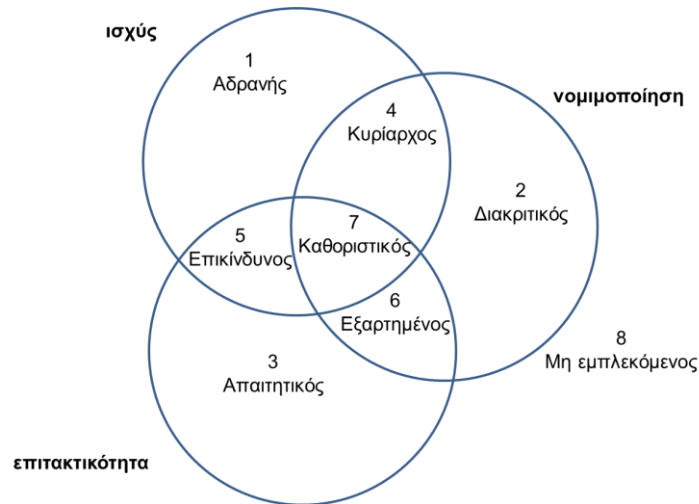 ισχύς
1
Αδρανής
4
Κυρίαρχος
νομιμοποίηση
2
Διακριτικός
5
Επικίνδυνος
7
Καθοριστικός
6
Εξαρτημένος
8
Μη εμπλεκόμενος
3
Απαιτητικός
επιτακτικότητα